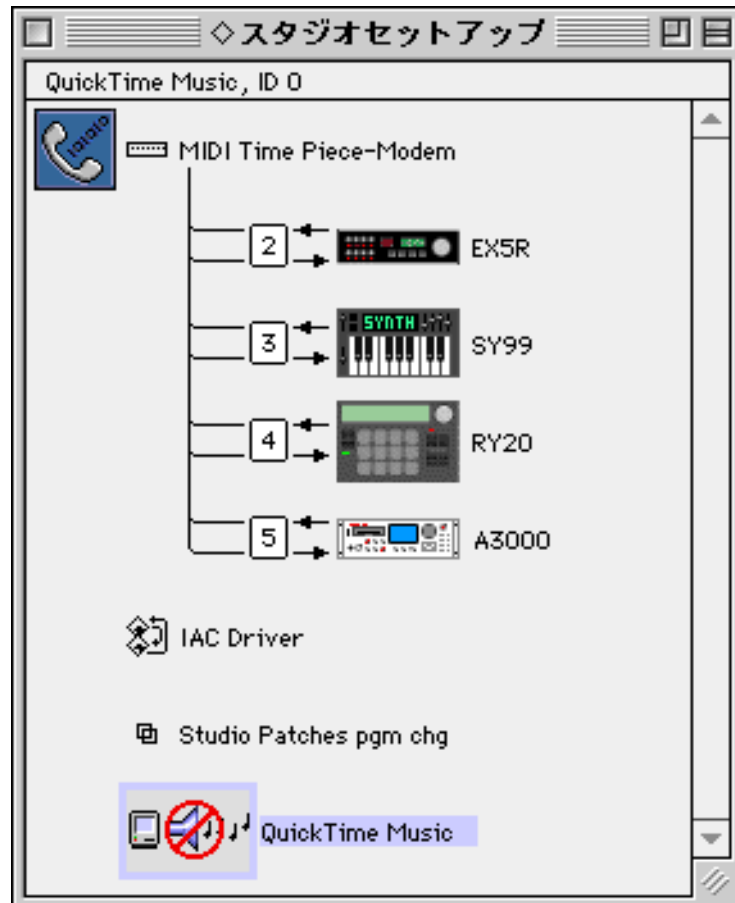 ◇スタジオセットアップ
QuickTime Music, ID 0
MIDI Time Piece-Modem
2
EX5R
SYNTH
3
SY99
4
RY20
5
A3000
IAC Driver
Studio Patches pgm chg
QuickTime Music